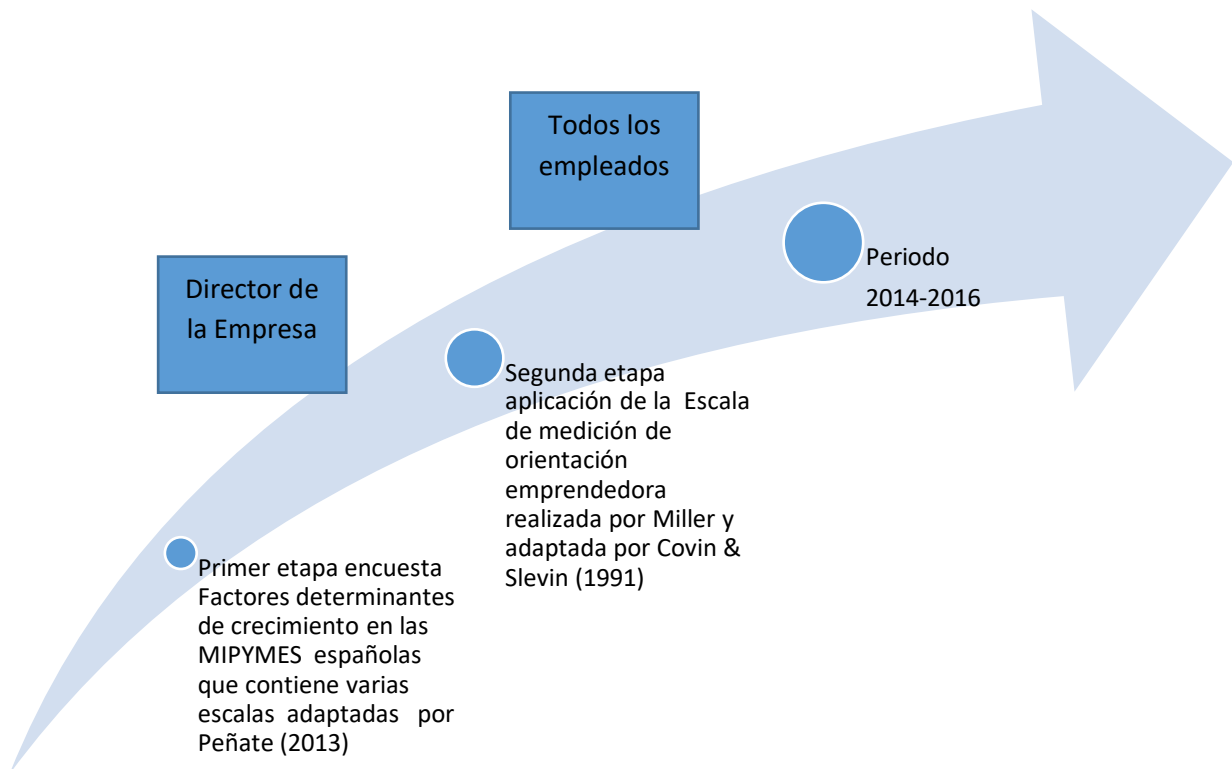 Todos los
empleados
Director de
la Empresa
Periodo
2014-2016
Segunda etapa
aplicación de la Escala
de medición de
orientación
emprendedora
realizada por Miller y
adaptada por Covin &
Slevin (1991)
Primer etapa encuesta
Factores determinantes
de crecimiento en las
MIPYMES españolas
que contiene varias
escalas adaptadas por
Peñate (2013)